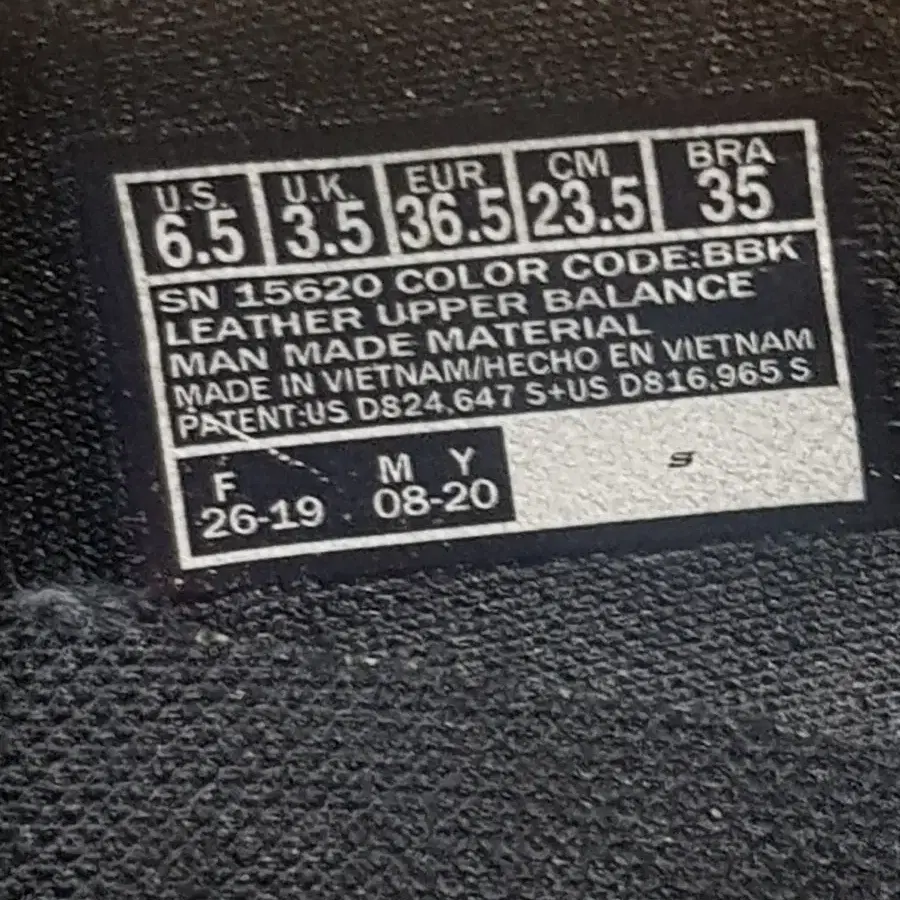 U.S. U.K. EUR CM BRA
6.5 3.5 36.5 23.5 35
SN 15620 COLOR CODE:BBK
LEATHER UPPER BALANCE
MAN MADE MATERIAL
MADE IN VIETNAM/HECHO EN VIETNAM
PATENT:US D824,647 S+US D816,965 S
F M Y
26-19 08-20
S